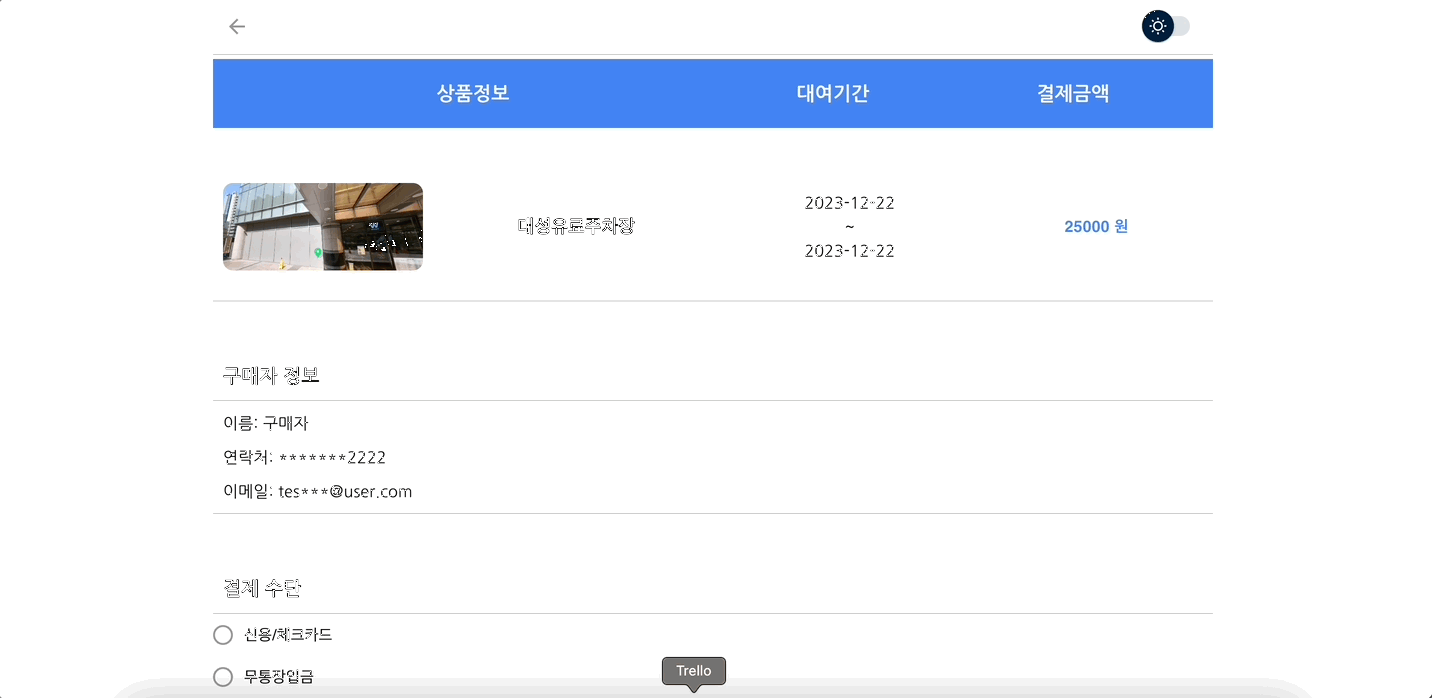 상품정보 대여기간 결제금액
대성유료주차장
2023-12-22
~
2023-12-22
25000 원
구매자 정보
이름: 구매자
연락처: *******2222
이메일: tes***@user.com
결제 수단
신용/체크카드
무통장입금
Trello